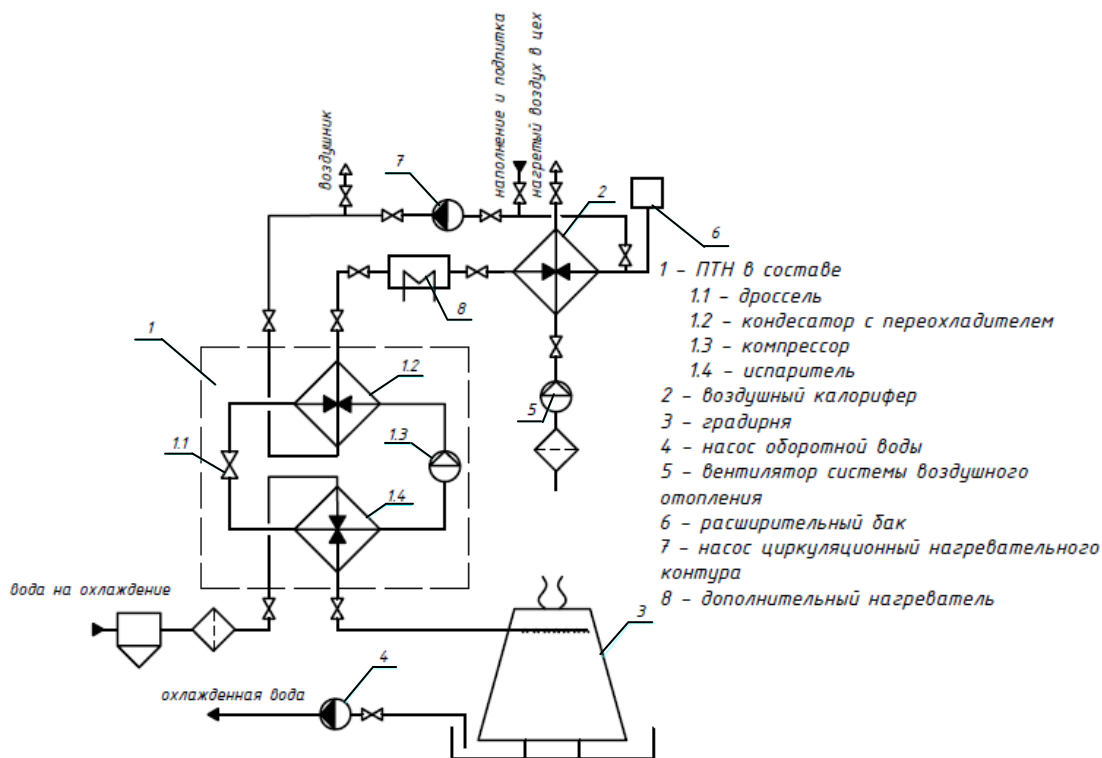 воздушник
наполнение и подпитка
нагретый воздух в цех
7
2
6
8
1
1.2
1.1
1.3
5
1.4
вода на охлаждение
3
4
охлажденная вода
1 - ПТН в составе
1.1 - дроссель
1.2 - кондесатор с переохладителем
1.3 - компрессор
1.4 - испаритель
2 - воздушный калорифер
3 - градирня
4 - насос оборотной воды
5 - вентилятор системы воздушного
отопления
6 - расширительный бак
7 - насос циркуляционный нагревательного
контура
8 - дополнительный нагреватель